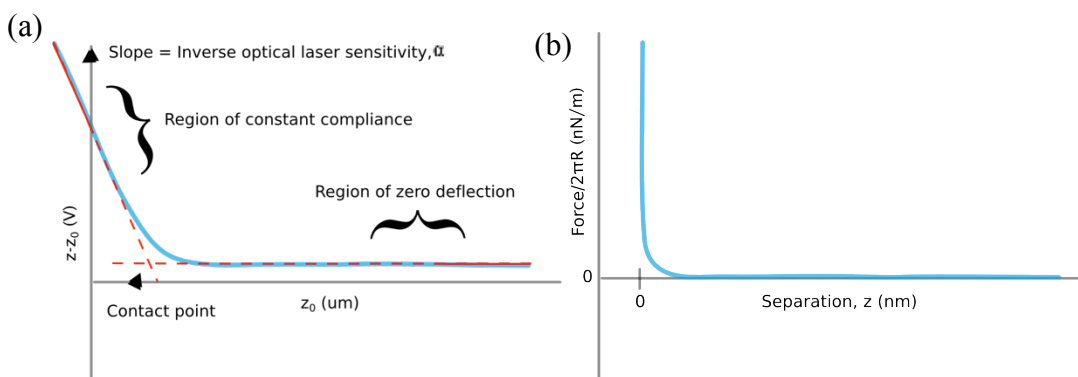 (a)
Slope = Inverse optical laser sensitivity,α
Region of constant compliance
Region of zero deflection
z-z₀ (V)
Contact point
z₀ (um)
(b)
Force/2πR (nN/m)
0
0
Separation, z (nm)